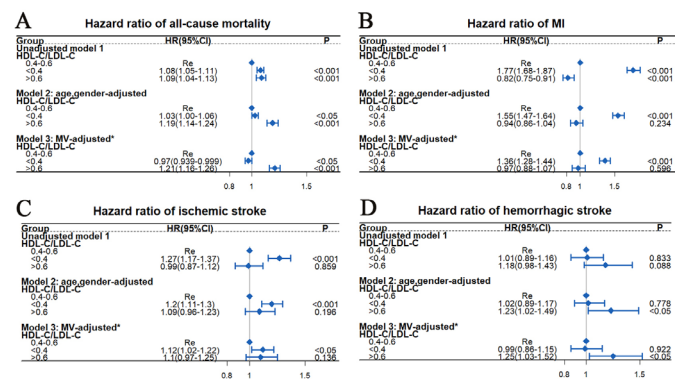 A
Hazard ratio of all-cause mortality
Group HR(95%CI) P
Unadjusted model 1
HDL-C/LDL-C
0.4-0.6 Re
<0.4 1.08(1.05-1.11) <0.001
>0.6 1.09(1.04-1.13) <0.001
Model 2: age,gender-adjusted
HDL-C/LDL-C
0.4-0.6 Re
<0.4 1.03(1.00-1.06) <0.05
>0.6 1.19(1.14-1.24) <0.001
Model 3: MV-adjusted*
HDL-C/LDL-C
0.4-0.6 Re
<0.4 0.97(0.939-0.999) <0.05
>0.6 1.21(1.16-1.26) <0.001
0.8 1 1.5
B
Hazard ratio of MI
Group HR(95%CI) P
Unadjusted model 1
HDL-C/LDL-C
0.4-0.6 Re
<0.4 1.77(1.68-1.87) <0.001
>0.6 0.82(0.75-0.91) <0.001
Model 2: age,gender-adjusted
HDL-C/LDL-C
0.4-0.6 Re
<0.4 1.55(1.47-1.64) <0.001
>0.6 0.94(0.86-1.04) 0.234
Model 3: MV-adjusted*
HDL-C/LDL-C
0.4-0.6 Re
<0.4 1.36(1.28-1.44) <0.001
>0.6 0.97(0.88-1.07) 0.596
0.8 1 1.5
C
Hazard ratio of ischemic stroke
Group HR(95%CI) P
Unadjusted model 1
HDL-C/LDL-C
0.4-0.6 Re
<0.4 1.27(1.17-1.37) <0.001
>0.6 0.99(0.87-1.12) 0.859
Model 2: age,gender-adjusted
HDL-C/LDL-C
0.4-0.6 Re
<0.4 1.2(1.11-1.3) <0.001
>0.6 1.09(0.96-1.23) 0.196
Model 3: MV-adjusted*
HDL-C/LDL-C
0.4-0.6 Re
<0.4 1.12(1.02-1.22) <0.05
>0.6 1.1(0.97-1.25) 0.136
0.8 1 1.5
D
Hazard ratio of hemorrhagic stroke
Group HR(95%CI) P
Unadjusted model 1
HDL-C/LDL-C
0.4-0.6 Re
<0.4 1.01(0.89-1.16) 0.833
>0.6 1.18(0.98-1.43) 0.088
Model 2: age,gender-adjusted
HDL-C/LDL-C
0.4-0.6 Re
<0.4 1.02(0.89-1.17) 0.778
>0.6 1.23(1.02-1.49) <0.05
Model 3: MV-adjusted*
HDL-C/LDL-C
0.4-0.6 Re
<0.4 0.99(0.86-1.15) 0.922
>0.6 1.25(1.03-1.52) <0.05
0.8 1 1.5